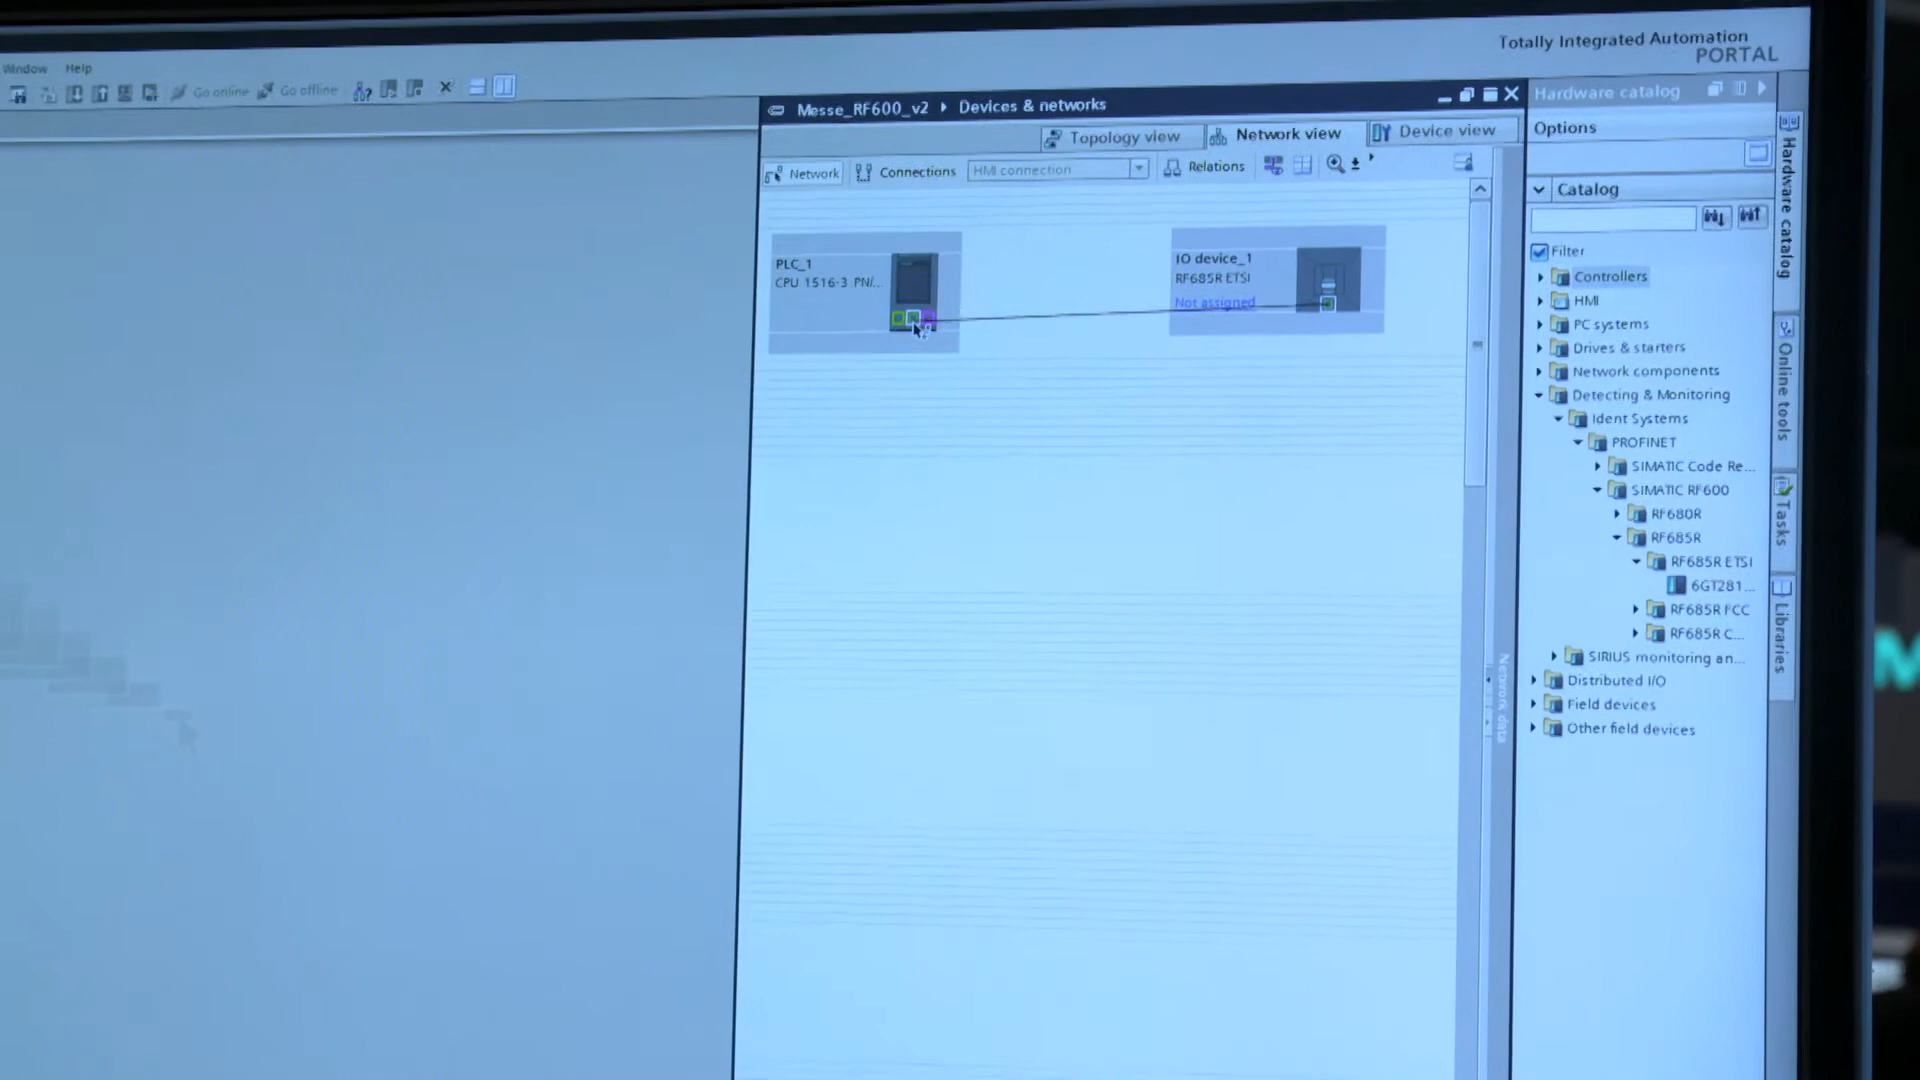 Totally Integrated Automation
PORTAL
Window Help
Go online Go offline
Messe_RF600_v2 Devices & networks
Topology view Network view Device view
Network Connections HMI connection Relations
PLC_1
CPU 1516-3 PN/...
IO device_1
RF685R ETSI
Not assigned
Network data
Hardware catalog
Options
Catalog
Filter
Controllers
HMI
PC systems
Drives & starters
Network components
Detecting & Monitoring
Ident Systems
PROFINET
SIMATIC Code Re...
SIMATIC RF600
RF680R
RF685R
RF685R ETSI
6GT281...
RF685R FCC
RF685R C...
SIRIUS monitoring an...
Distributed I/O
Field devices
Other field devices
Hardware catalog
Online tools
Tasks
Libraries
M